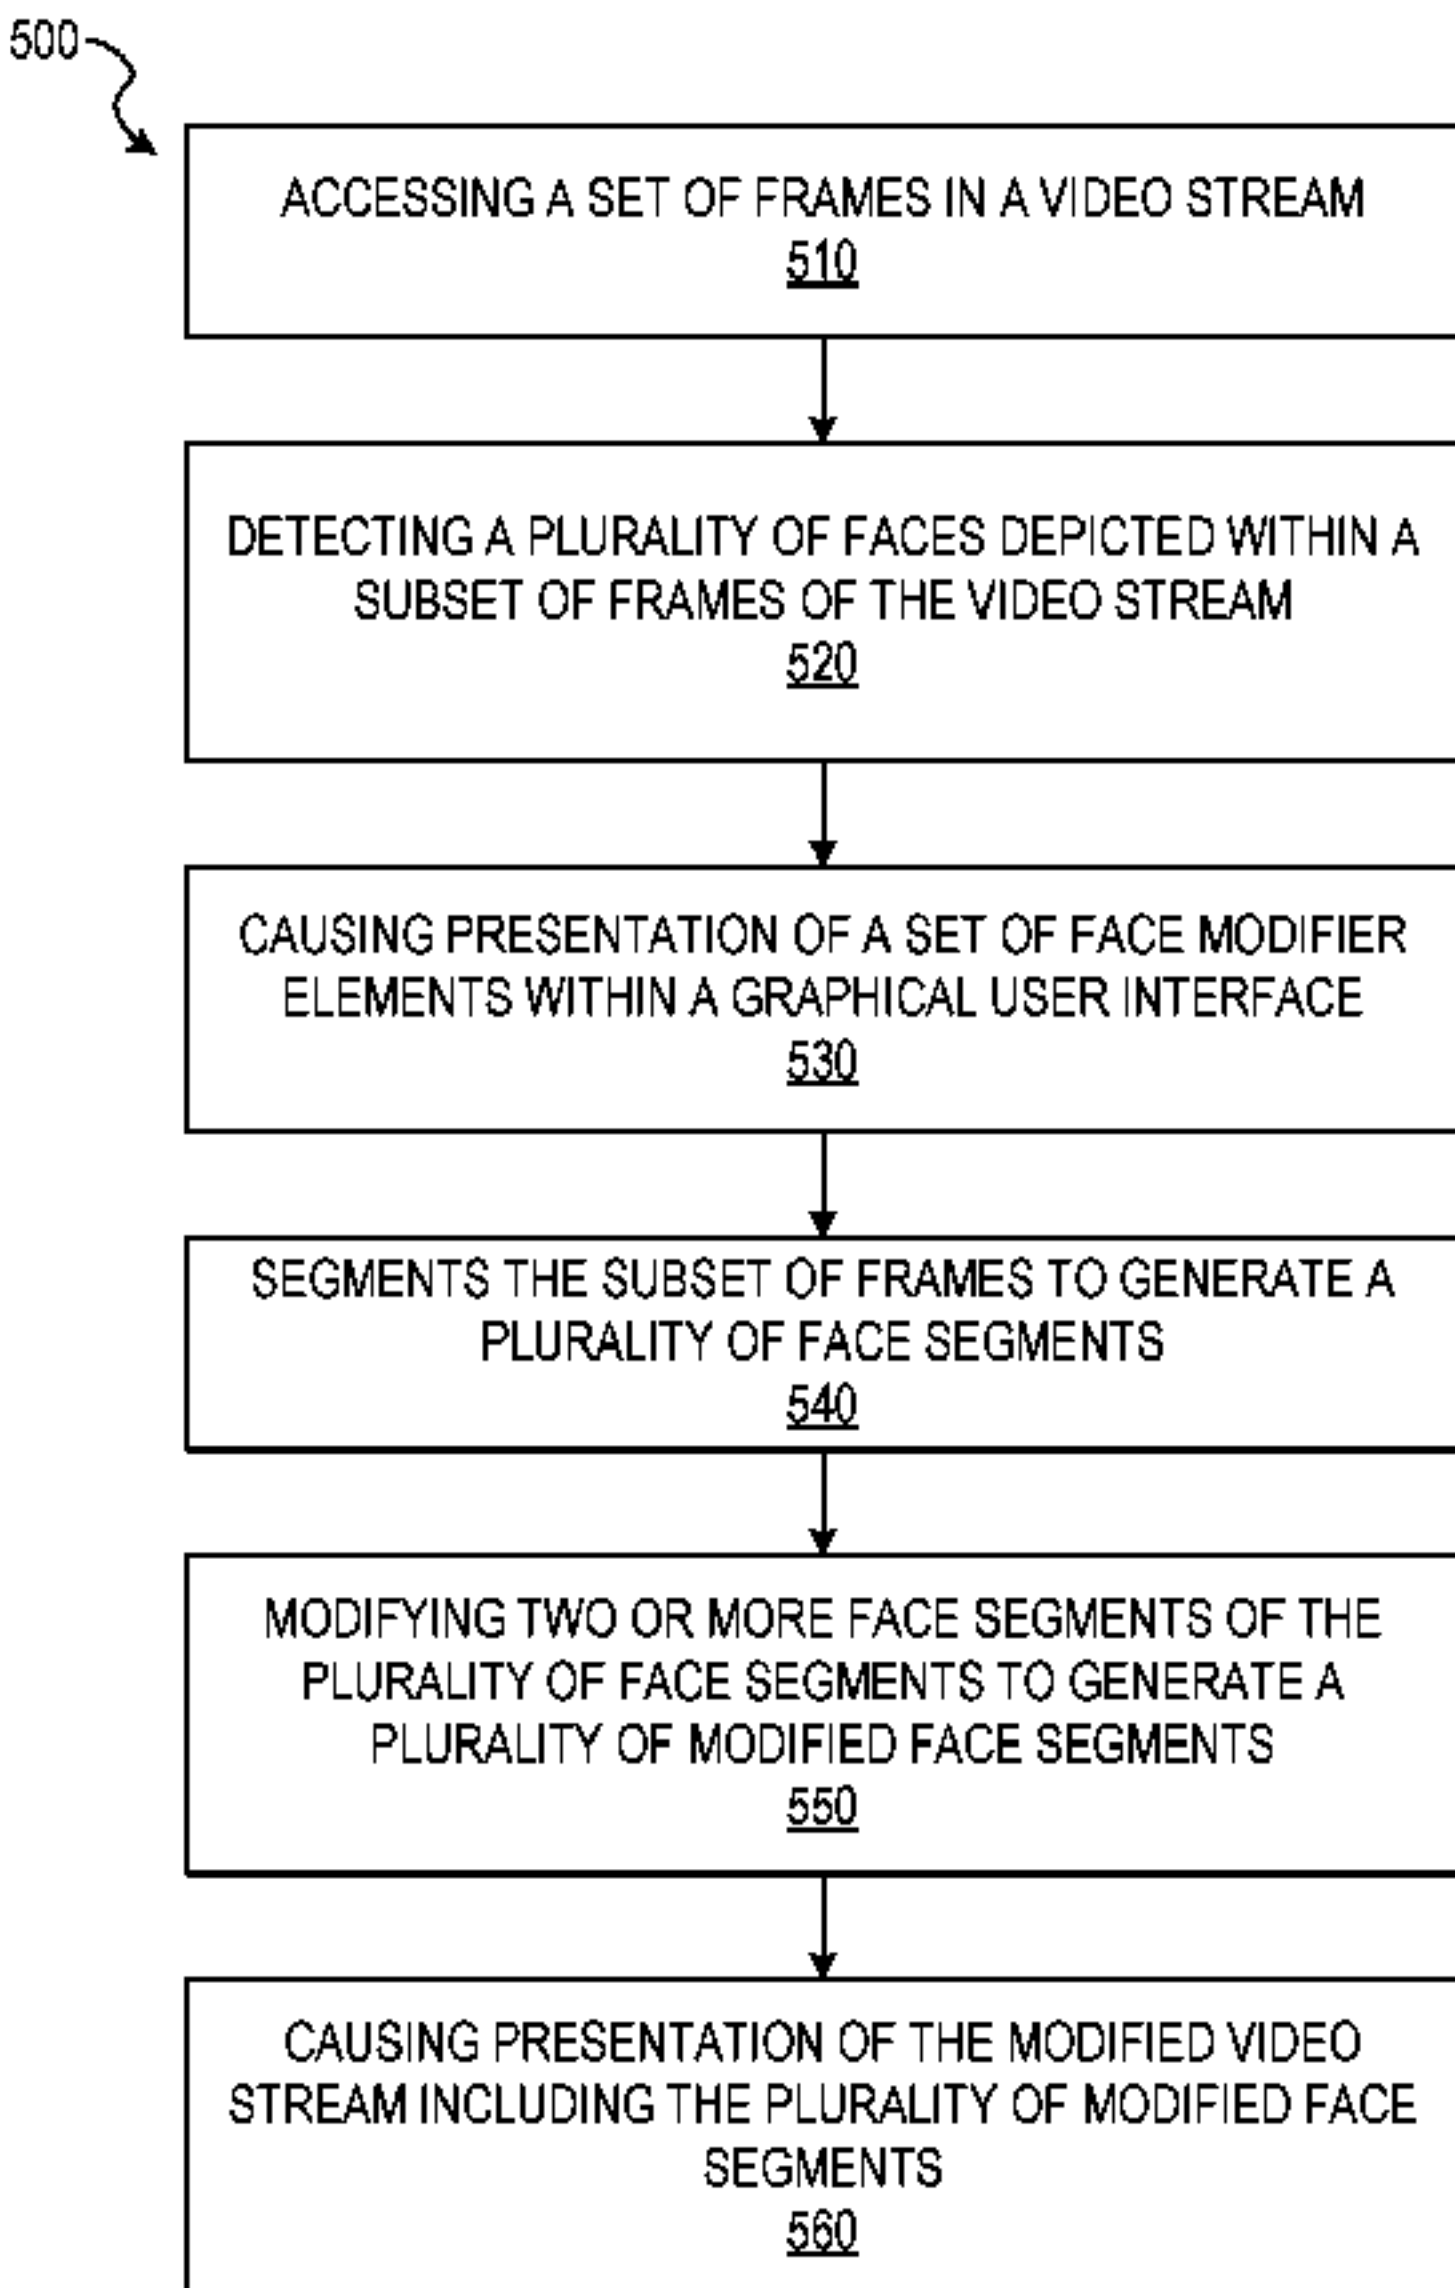 500
ACCESSING A SET OF FRAMES IN A VIDEO STREAM
510
DETECTING A PLURALITY OF FACES DEPICTED WITHIN A
SUBSET OF FRAMES OF THE VIDEO STREAM
520
CAUSING PRESENTATION OF A SET OF FACE MODIFIER
ELEMENTS WITHIN A GRAPHICAL USER INTERFACE
530
SEGMENTS THE SUBSET OF FRAMES TO GENERATE A
PLURALITY OF FACE SEGMENTS
540
MODIFYING TWO OR MORE FACE SEGMENTS OF THE
PLURALITY OF FACE SEGMENTS TO GENERATE A
PLURALITY OF MODIFIED FACE SEGMENTS
550
CAUSING PRESENTATION OF THE MODIFIED VIDEO
STREAM INCLUDING THE PLURALITY OF MODIFIED FACE
SEGMENTS
560